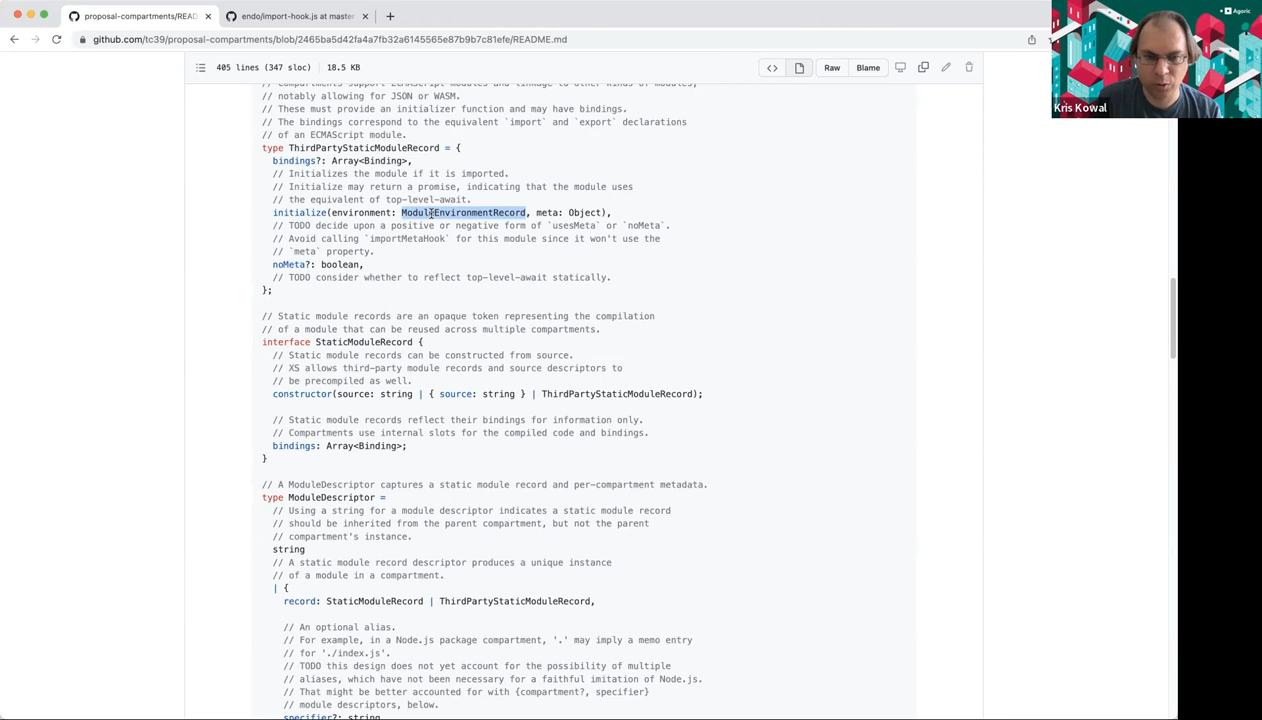 proposal-compartments/READ
endo/import-hook.js at master
Agoric
github.com/tc39/proposal-compartments/blob/2465ba5d42fa4a7fb32a6145565e87b9b7c81efe/README.md
405 lines (347 sloc) 18.5 KB
Raw
Blame
Kris Kowal
// Compartments support ECMAScript modules and linkage to other kinds of modules,
// notably allowing for JSON or WASM.
// These must provide an initializer function and may have bindings.
// The bindings correspond to the equivalent `import` and `export` declarations
// of an ECMAScript module.
type ThirdPartyStaticModuleRecord = {
bindings?: Array<Binding>,
// Initializes the module if it is imported.
// Initialize may return a promise, indicating that the module uses
// the equivalent of top-level-await.
initialize(environment: ModuleEnvironmentRecord, meta: Object),
// TODO decide upon a positive or negative form of `usesMeta` or `noMeta`.
// Avoid calling `importMetaHook` for this module since it won't use the
// `meta` property.
noMeta?: boolean,
// TODO consider whether to reflect top-level-await statically.
};
// Static module records are an opaque token representing the compilation
// of a module that can be reused across multiple compartments.
interface StaticModuleRecord {
// Static module records can be constructed from source.
// XS allows third-party module records and source descriptors to
// be precompiled as well.
constructor(source: string | { source: string } | ThirdPartyStaticModuleRecord);
// Static module records reflect their bindings for information only.
// Compartments use internal slots for the compiled code and bindings.
bindings: Array<Binding>;
}
// A ModuleDescriptor captures a static module record and per-compartment metadata.
type ModuleDescriptor =
// Using a string for a module descriptor indicates a static module record
// should be inherited from the parent compartment, but not the parent
// compartment's instance.
string
// A static module record descriptor produces a unique instance
// of a module in a compartment.
| {
record: StaticModuleRecord | ThirdPartyStaticModuleRecord,
// An optional alias.
// For example, in a Node.js package compartment, '.' may imply a memo entry
// for './index.js'.
// TODO this design does not yet account for the possibility of multiple
// aliases, which have not been necessary for a faithful imitation of Node.js.
// That might be better accounted for with {compartment?, specifier}
// module descriptors, below.
specifier?: string